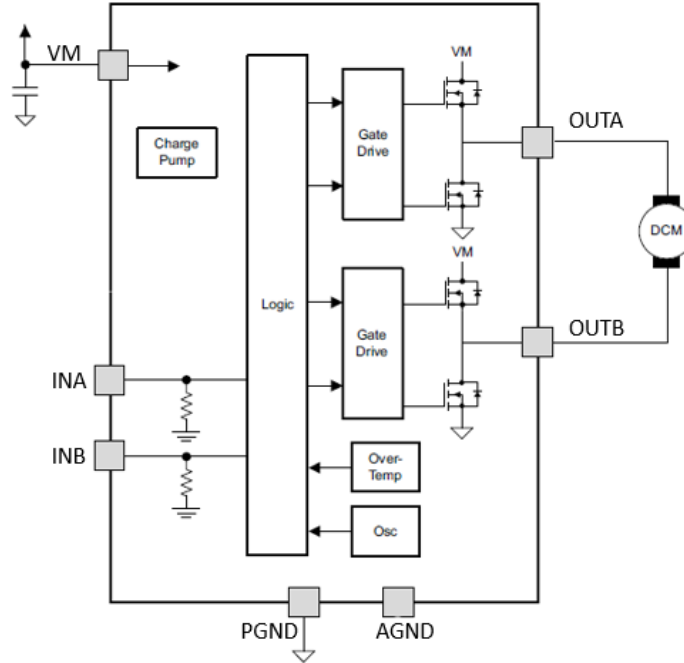 VM
VM
OUTA
Charge
Pump
Gate
Drive
DCM
VM
Logic
Gate
Drive
OUTB
INA
INB
Over-
Temp
Osc
PGND
AGND